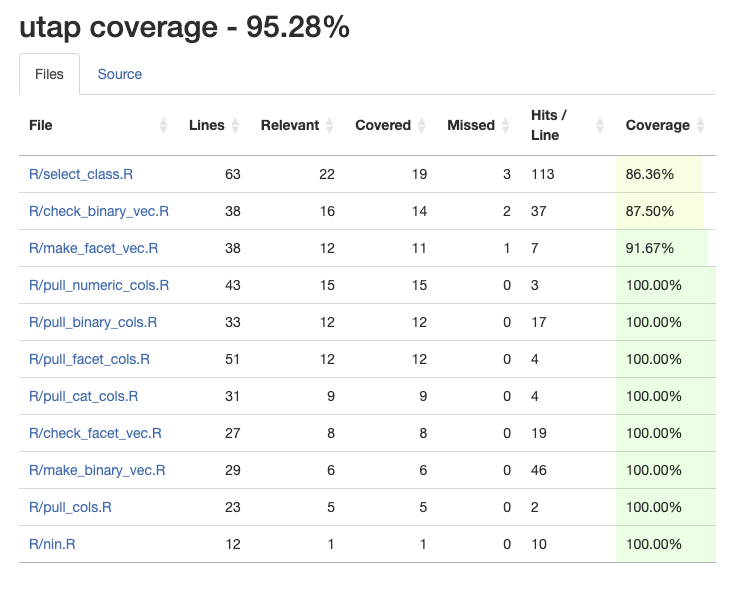 utap coverage - 95.28%
Files Source
File Lines Relevant Covered Missed Hits / Line Coverage
R/select_class.R 63 22 19 3 113 86.36%
R/check_binary_vec.R 38 16 14 2 37 87.50%
R/make_facet_vec.R 38 12 11 1 7 91.67%
R/pull_numeric_cols.R 43 15 15 0 3 100.00%
R/pull_binary_cols.R 33 12 12 0 17 100.00%
R/pull_facet_cols.R 51 12 12 0 4 100.00%
R/pull_cat_cols.R 31 9 9 0 4 100.00%
R/check_facet_vec.R 27 8 8 0 19 100.00%
R/make_binary_vec.R 29 6 6 0 46 100.00%
R/pull_cols.R 23 5 5 0 2 100.00%
R/nin.R 12 1 1 0 10 100.00%